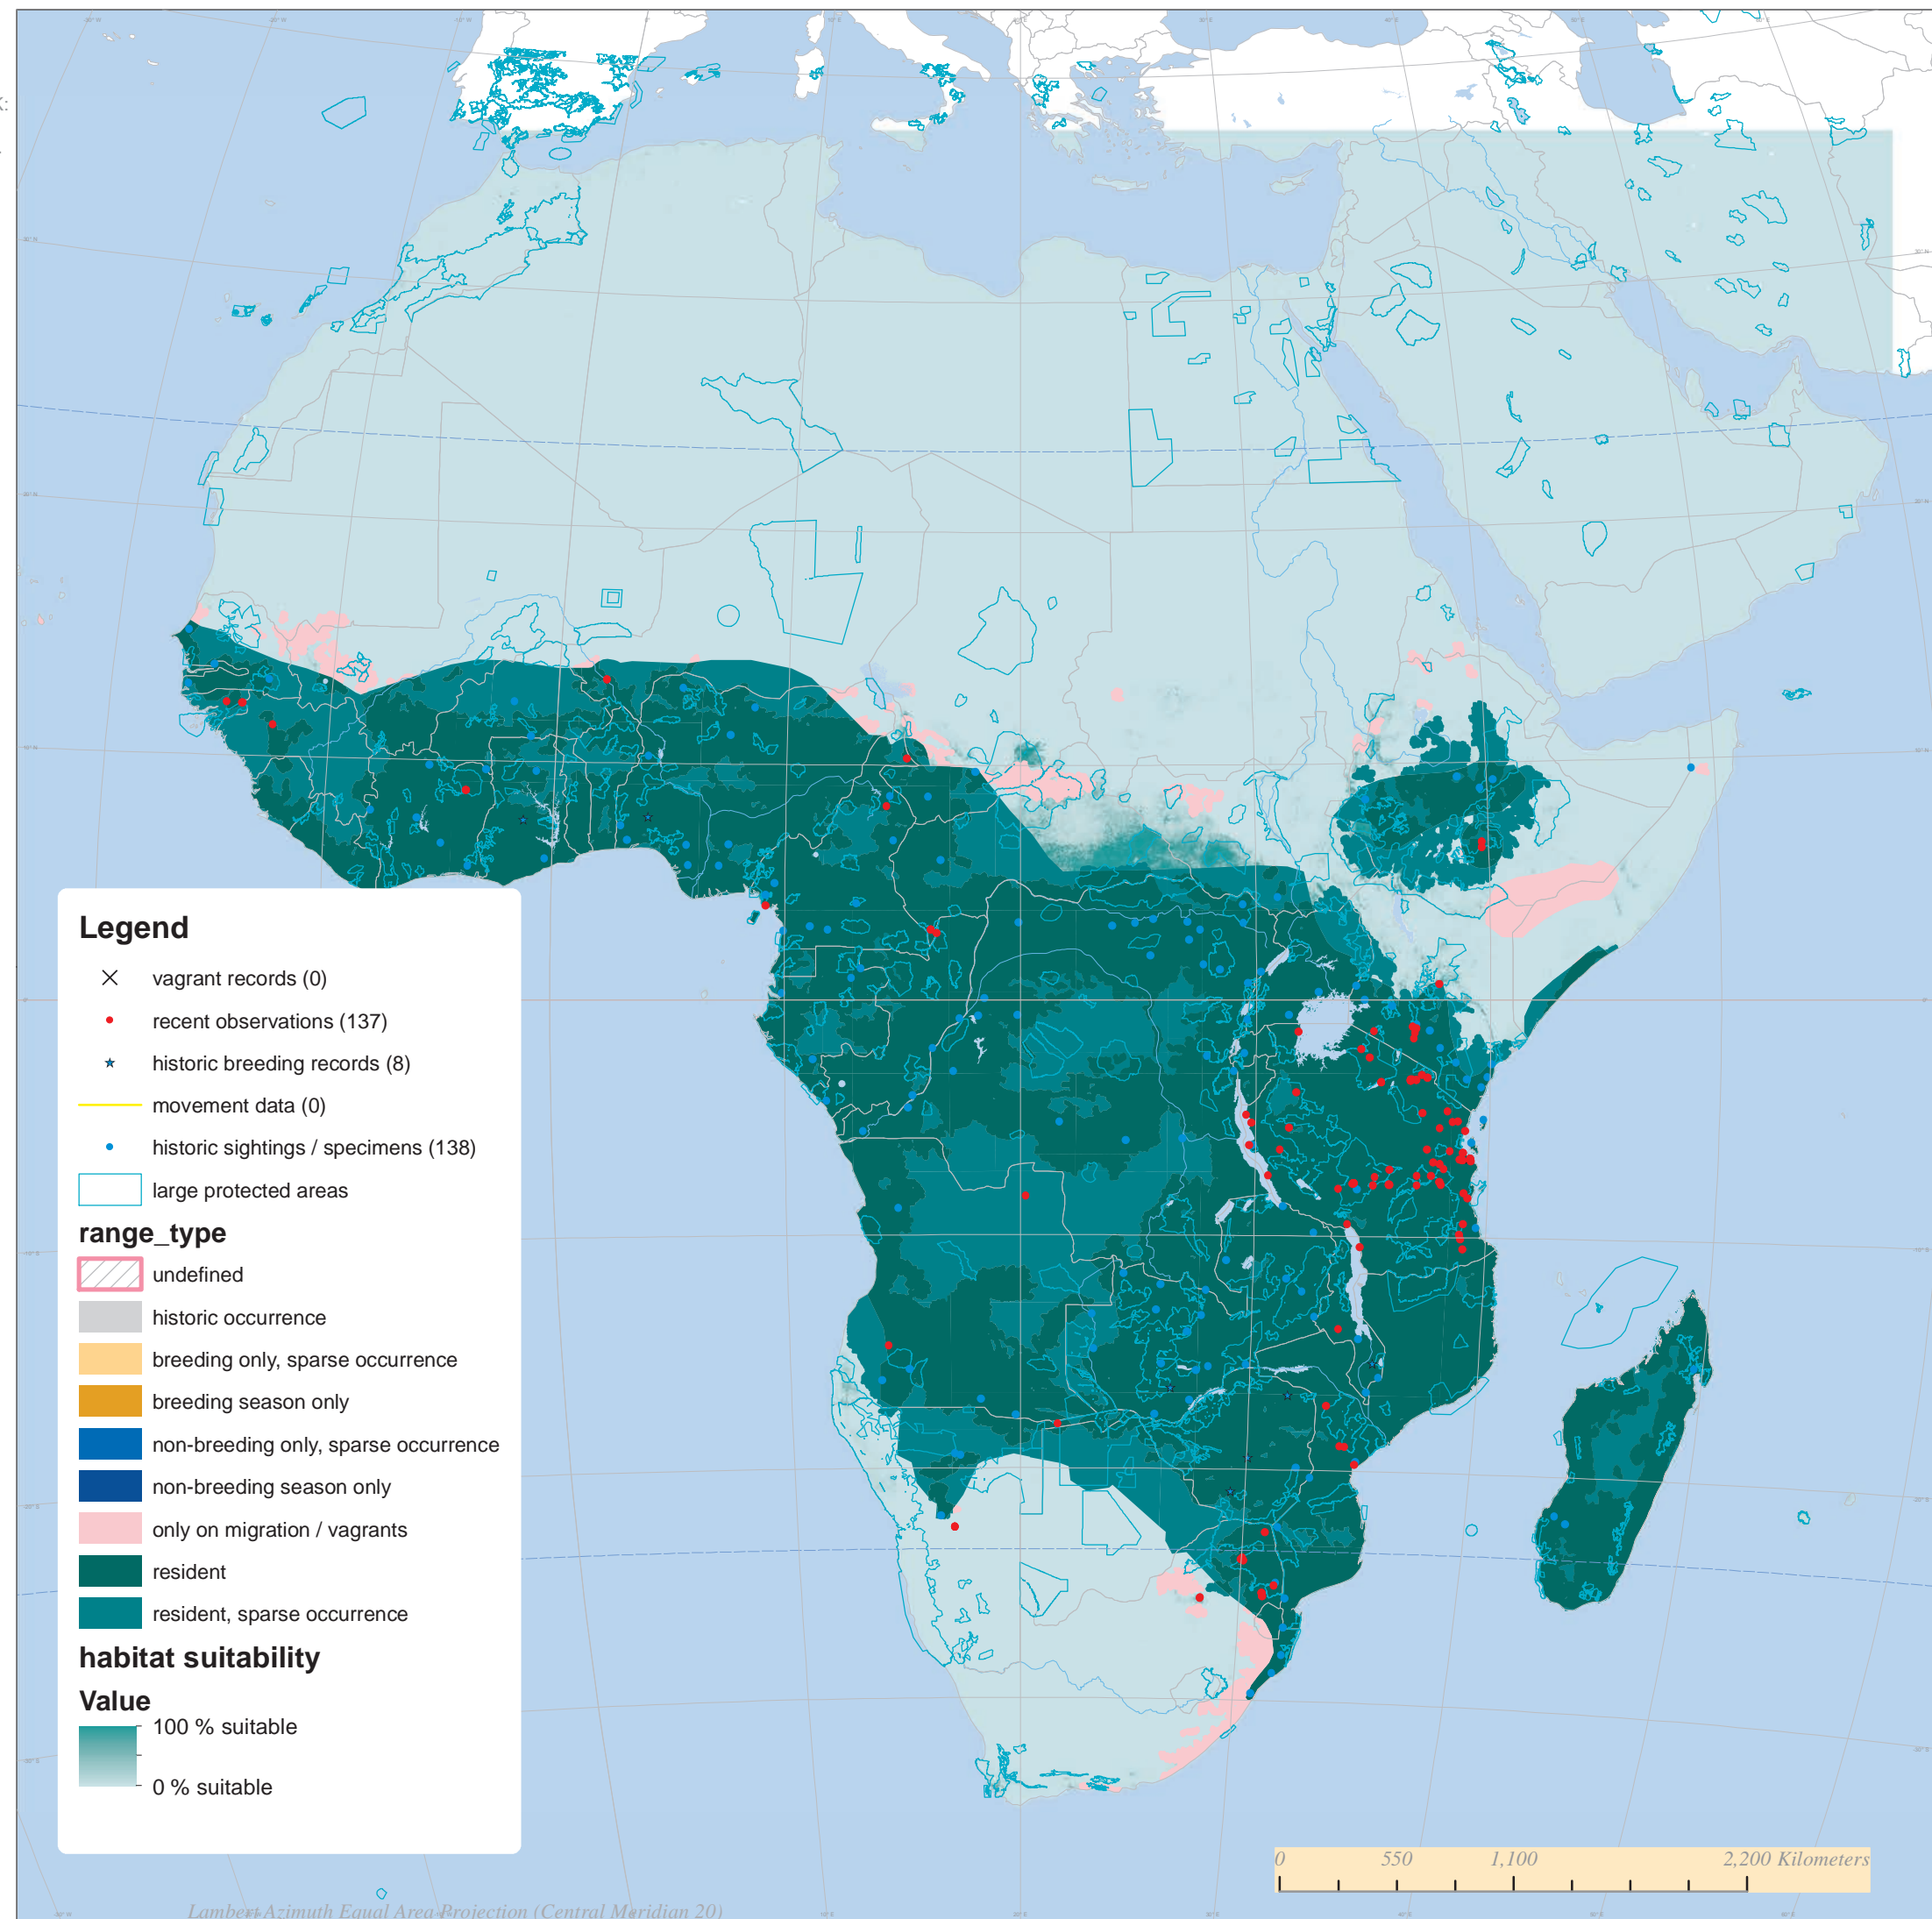 Legend
vagrant records (0)
recent observations (137)
historic breeding records (8)
movement data (0)
historic sightings / specimens (138)
large protected areas
range_type
undefined
historic occurrence
breeding only, sparse occurrence
breeding season only
non-breeding only, sparse occurrence
non-breeding season only
only on migration / vagrants
resident
resident, sparse occurrence
habitat suitability
Value
100 % suitable
0 % suitable
0 550 1,100 2,200 Kilometers
Lambert Azimuth Equal Area Projection (Central Meridian 20)